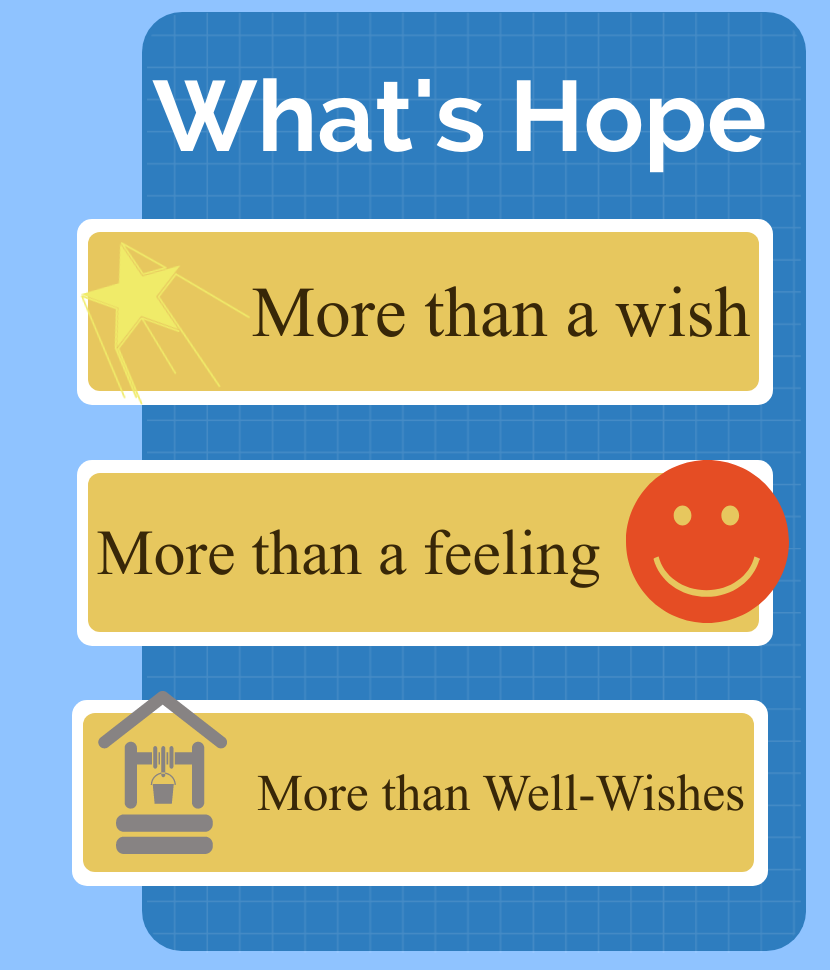 What's Hope
More than a wish
More than a feeling
More than Well-Wishes